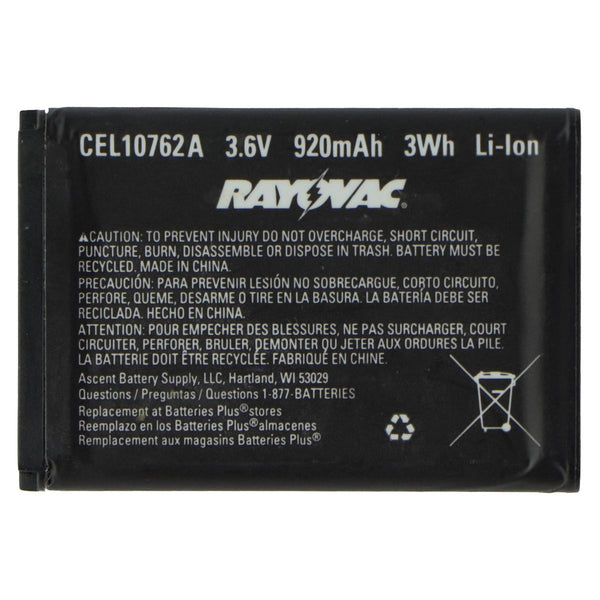 CEL10762A 3.6V 920mAh 3Wh Li-Ion
RAYOVAC®
⚠CAUTION: TO PREVENT INJURY DO NOT OVERCHARGE, SHORT CIRCUIT,
PUNCTURE, BURN, DISASSEMBLE OR DISPOSE IN TRASH. BATTERY MUST BE
RECYCLED. MADE IN CHINA.
PRECAUCIÓN: PARA PREVENIR LESIÓN NO SOBRECARGUE, CORTO CIRCUITO,
PERFORE, QUEME, DESARME O TIRE EN LA BASURA. LA BATERÍA DEBE SER
RECICLADA. HECHO EN CHINA.
ATTENTION: POUR EMPECHER DES BLESSURES, NE PAS SURCHARGER, COURT
CIRCUITER, PERFORER, BRULER, DEMONTER OU JETER AUX ORDURES LA PILE.
LA BATTERIE DOIT ÊTRE RECYCLÉE. FABRIQUÉ EN CHINE.
Ascent Battery Supply, LLC, Hartland, WI 53029
Questions / Preguntas / Questions 1-877-BATTERIES
Replacement at Batteries Plus® stores
Reemplazo en los Batteries Plus® almacenes
Remplacement aux magasins Batteries Plus®